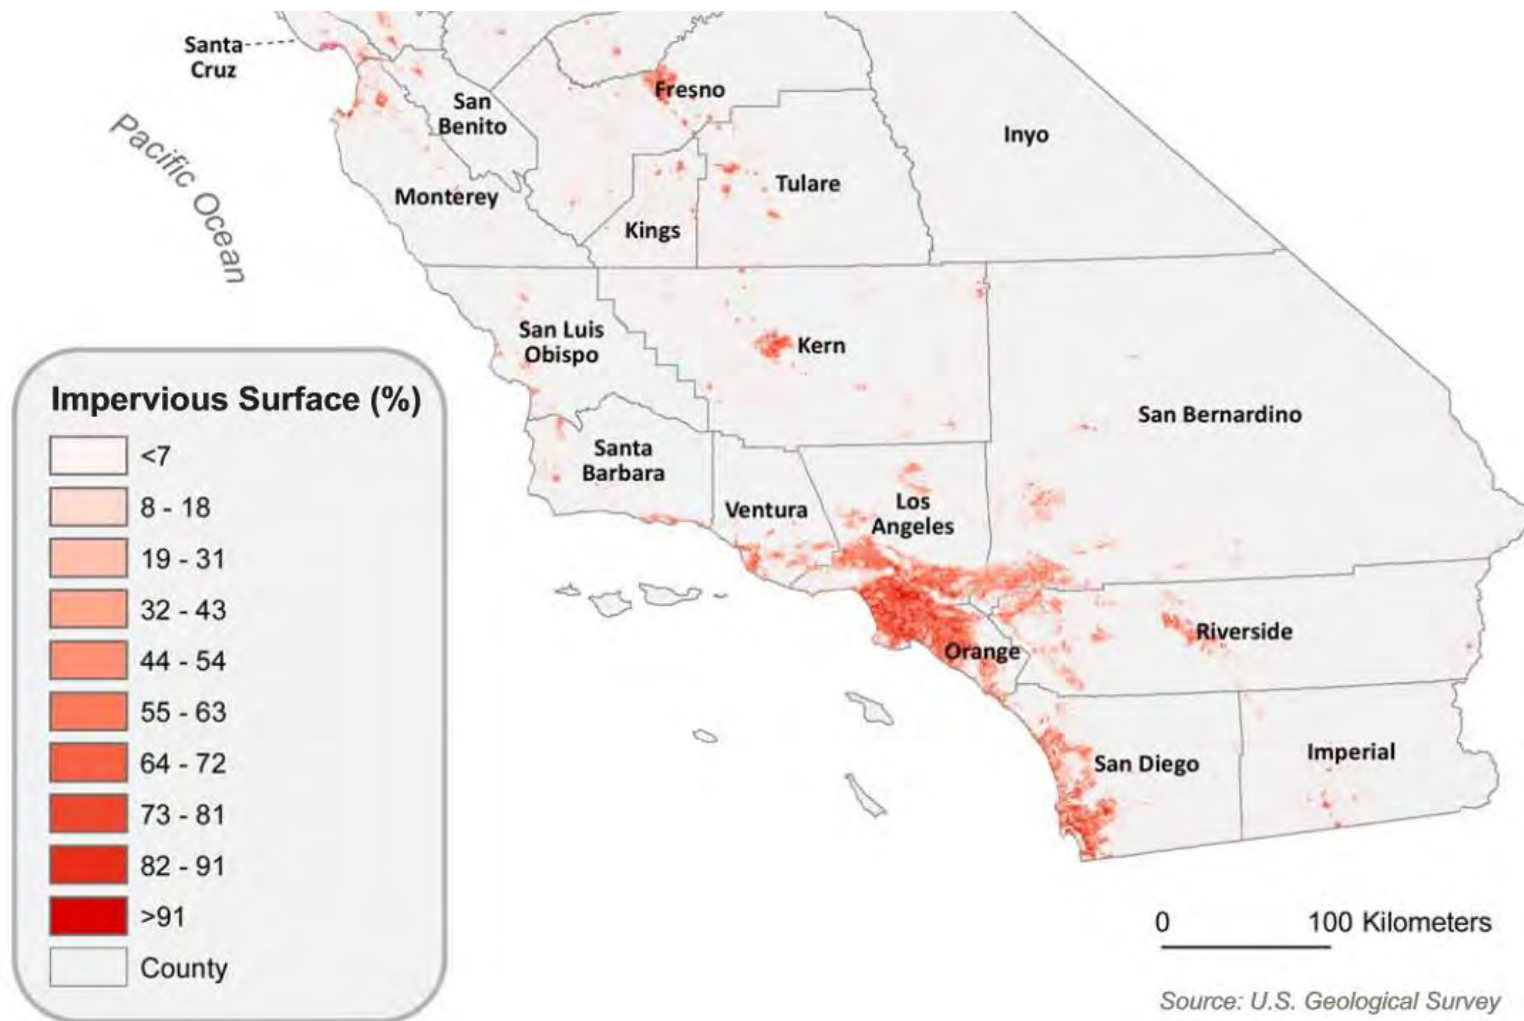 Santa
Cruz
Pacific Ocean
San
Benito
Fresno
Inyo
Monterey
Tulare
Kings
San Luis
Obispo
Kern
San Bernardino
Santa
Barbara
Ventura
Los
Angeles
Orange
Riverside
San Diego
Imperial
Impervious Surface (%)
<7
8 - 18
19 - 31
32 - 43
44 - 54
55 - 63
64 - 72
73 - 81
82 - 91
>91
County
0 100 Kilometers
Source: U.S. Geological Survey